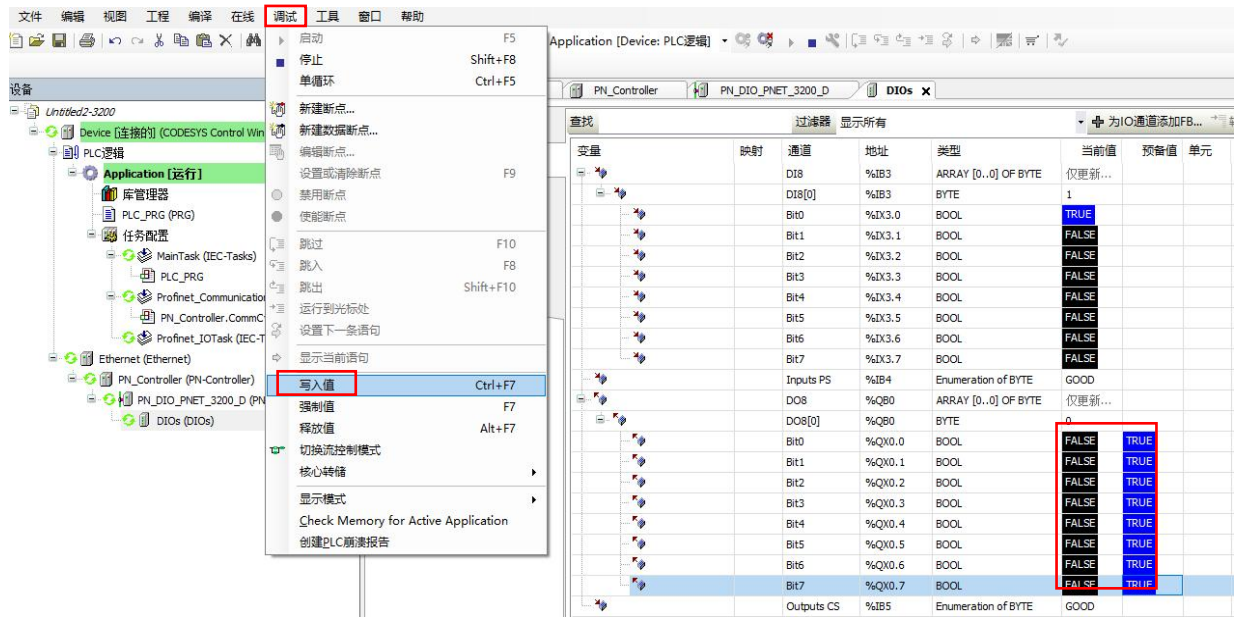 文件 编辑 视图 工程 编译 在线 调试 工具 窗口 帮助
Application [Device: PLC逻辑]
设备
Untitled2-3200
Device [连接的] (CODESYS Control Win
PLC逻辑
Application [运行]
库管理器
PLC_PRG (PRG)
任务配置
MainTask (IEC-Tasks)
PLC_PRG
Profinet_Communication
PN_Controller.CommC
Profinet_IOTask (IEC-T
Ethernet (Ethernet)
PN_Controller (PN-Controller)
PN_DIO_PNET_3200_D (PN
DIOs (DIOs)
启动 F5
停止 Shift+F8
单循环 Ctrl+F5
新建断点...
新建数据断点...
编辑断点...
设置或清除断点 F9
禁用断点
使能断点
跳过 F10
跳入 F8
跳出 Shift+F10
运行到光标处
设置下一条语句
显示当前语句
写入值 Ctrl+F7
强制值 F7
释放值 Alt+F7
切换流控制模式
核心转储
显示模式
Check Memory for Active Application
创建PLC崩溃报告
PN_Controller PN_DIO_PNET_3200_D DIOs
查找 过滤器 显示所有 为IO通道添加FB...
变量 映射 通道 地址 类型 当前值 预备值 单元
DI8 %IB3 ARRAY [0..0] OF BYTE 仅更新...
DI8[0] %IB3 BYTE 1
Bit0 %IX3.0 BOOL TRUE
Bit1 %IX3.1 BOOL FALSE
Bit2 %IX3.2 BOOL FALSE
Bit3 %IX3.3 BOOL FALSE
Bit4 %IX3.4 BOOL FALSE
Bit5 %IX3.5 BOOL FALSE
Bit6 %IX3.6 BOOL FALSE
Bit7 %IX3.7 BOOL FALSE
Inputs PS %IB4 Enumeration of BYTE GOOD
DO8 %QB0 ARRAY [0..0] OF BYTE 仅更新...
DO8[0] %QB0 BYTE 0
Bit0 %QX0.0 BOOL FALSE TRUE
Bit1 %QX0.1 BOOL FALSE TRUE
Bit2 %QX0.2 BOOL FALSE TRUE
Bit3 %QX0.3 BOOL FALSE TRUE
Bit4 %QX0.4 BOOL FALSE TRUE
Bit5 %QX0.5 BOOL FALSE TRUE
Bit6 %QX0.6 BOOL FALSE TRUE
Bit7 %QX0.7 BOOL FALSE TRUE
Outputs CS %IB5 Enumeration of BYTE GOOD